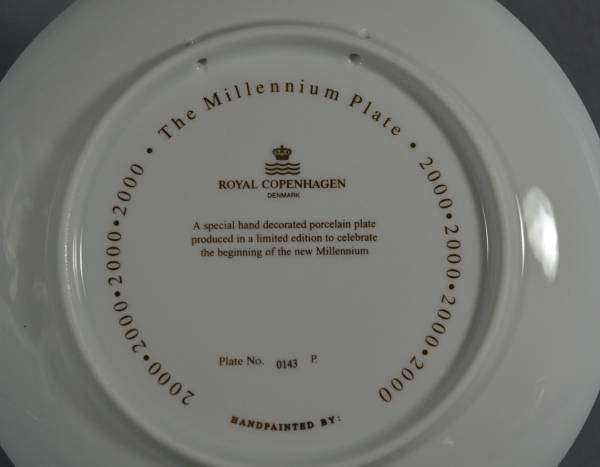 2000•2000•2000•2000 • The Millennium Plate • 2000•2000•2000•2000
ROYAL COPENHAGEN
DENMARK
A special hand decorated porcelain plate
produced in a limited edition to celebrate
the beginning of the new Millennium
Plate No. 0143 P.
HANDPAINTED BY: